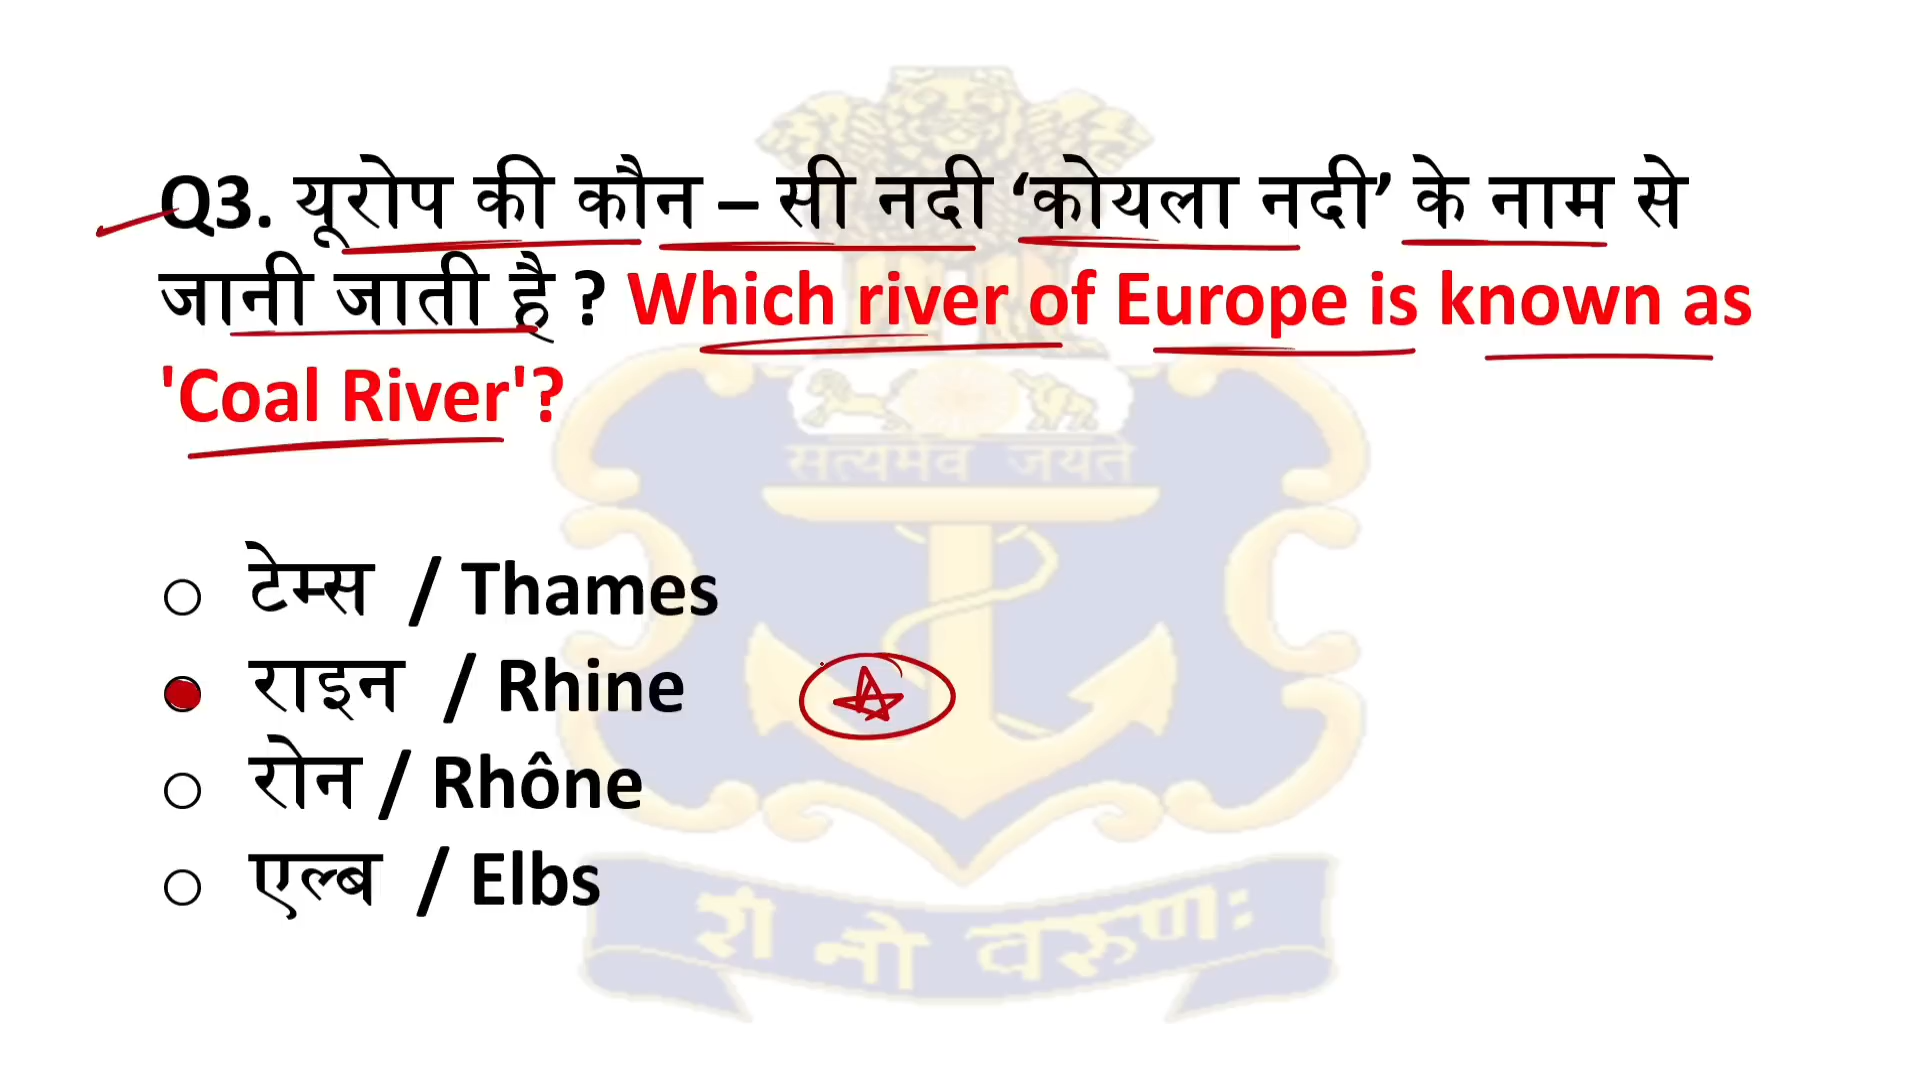 Q3. यूरोप की कौन – सी नदी ‘कोयला नदी’ के नाम से
जानी जाती है ? Which river of Europe is known as
'Coal River'?
सत्यमेव जयते
टेम्स / Thames
राइन / Rhine
रोन / Rhône
एल्ब / Elbs
शं नो वरुणः